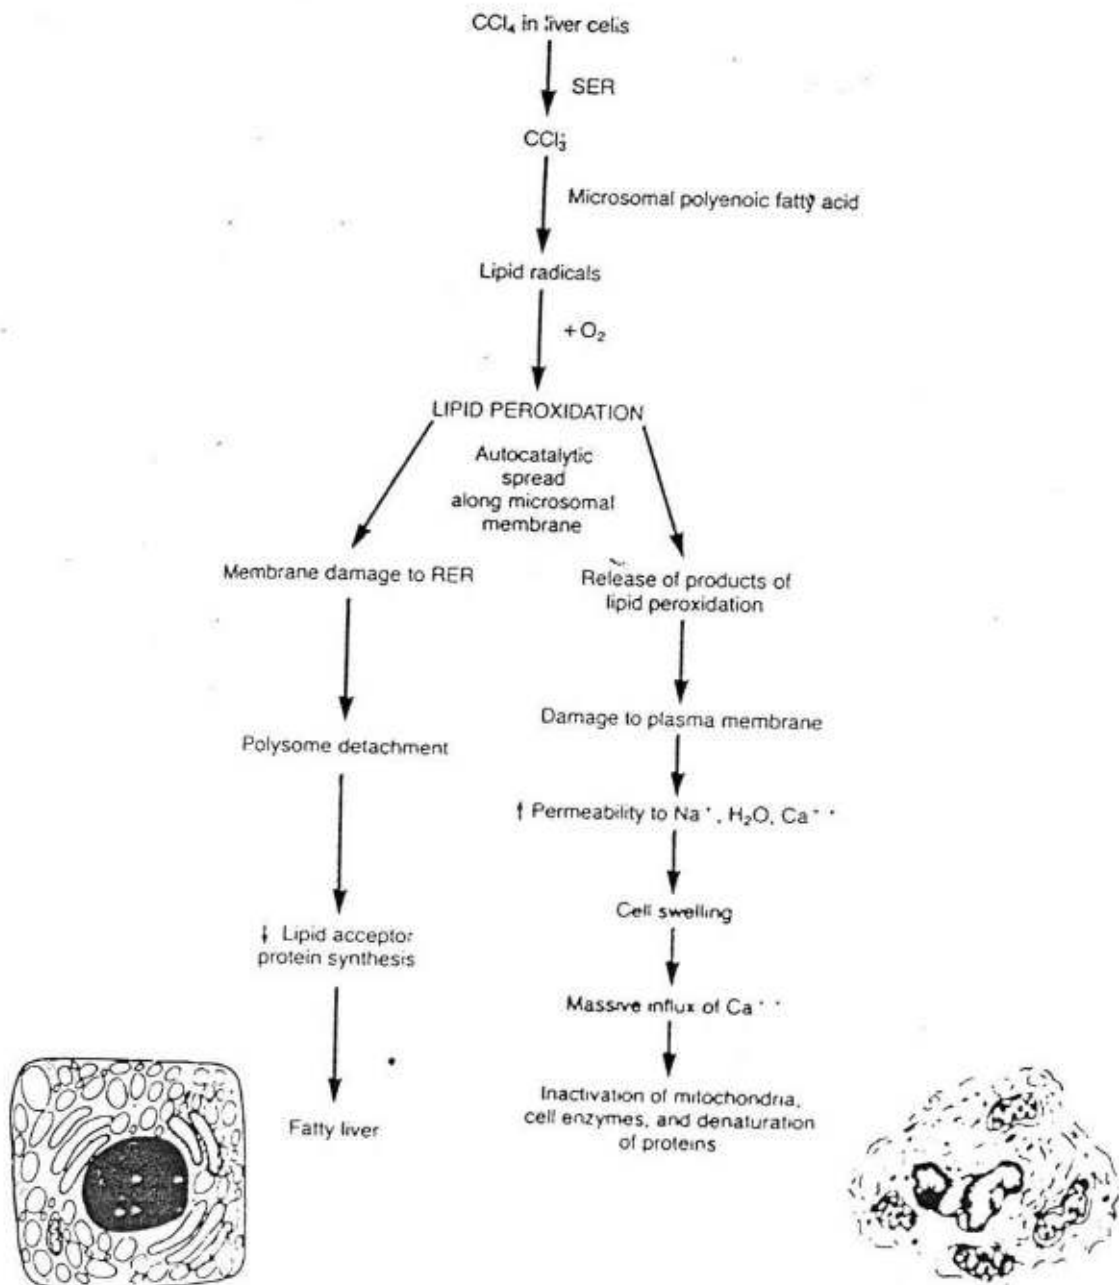 CCl₄ in liver cells
SER
CCl₃·
Microsomal polyenoic fatty acid
Lipid radicals
+O₂
LIPID PEROXIDATION
Autocatalytic
spread
along microsomal
membrane
Membrane damage to RER
Polysome detachment
↓ Lipid acceptor
protein synthesis
Fatty liver
Release of products of
lipid peroxidation
Damage to plasma membrane
↑ Permeability to Na⁺, H₂O, Ca⁺⁺
Cell swelling
Massive influx of Ca⁺⁺
Inactivation of mitochondria,
cell enzymes, and denaturation
of proteins